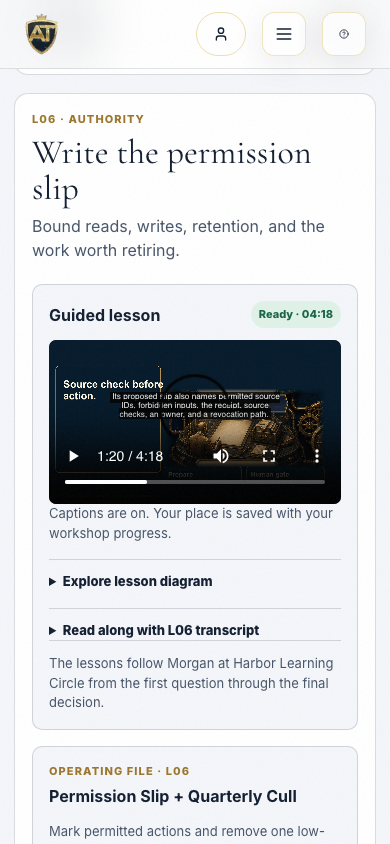 AT
L06 · AUTHORITY
Write the permission
slip
Bound reads, writes, retention, and the
work worth retiring.
Guided lesson
Ready · 04:18
Source check before
action.
Its proposed slip also names permitted source
IDs, forbidden inputs, the receipt, source
checks, an owner, and a revocation path.
1:20 / 4:18
Prepare
Human gate
Captions are on. Your place is saved with your
workshop progress.
Explore lesson diagram
Read along with L06 transcript
The lessons follow Morgan at Harbor Learning
Circle from the first question through the final
decision.
OPERATING FILE · L06
Permission Slip + Quarterly Cull
Mark permitted actions and remove one low-